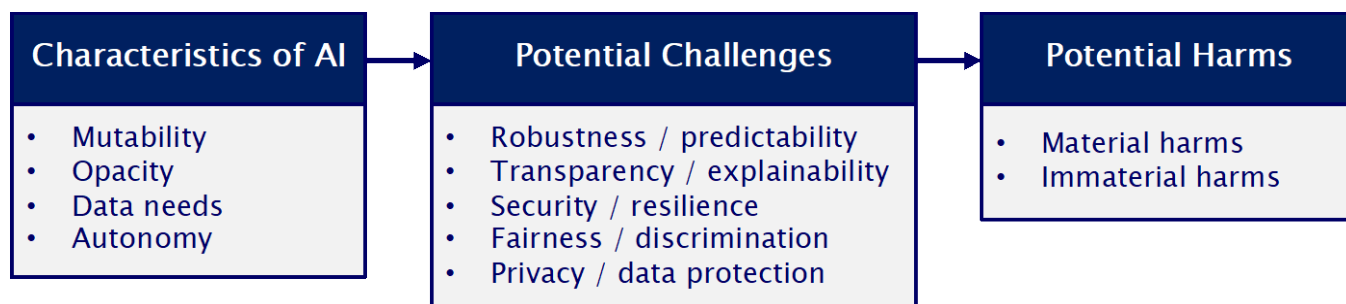 Characteristics of AI
• Mutability
• Opacity
• Data needs
• Autonomy
Potential Challenges
• Robustness / predictability
• Transparency / explainability
• Security / resilience
• Fairness / discrimination
• Privacy / data protection
Potential Harms
• Material harms
• Immaterial harms